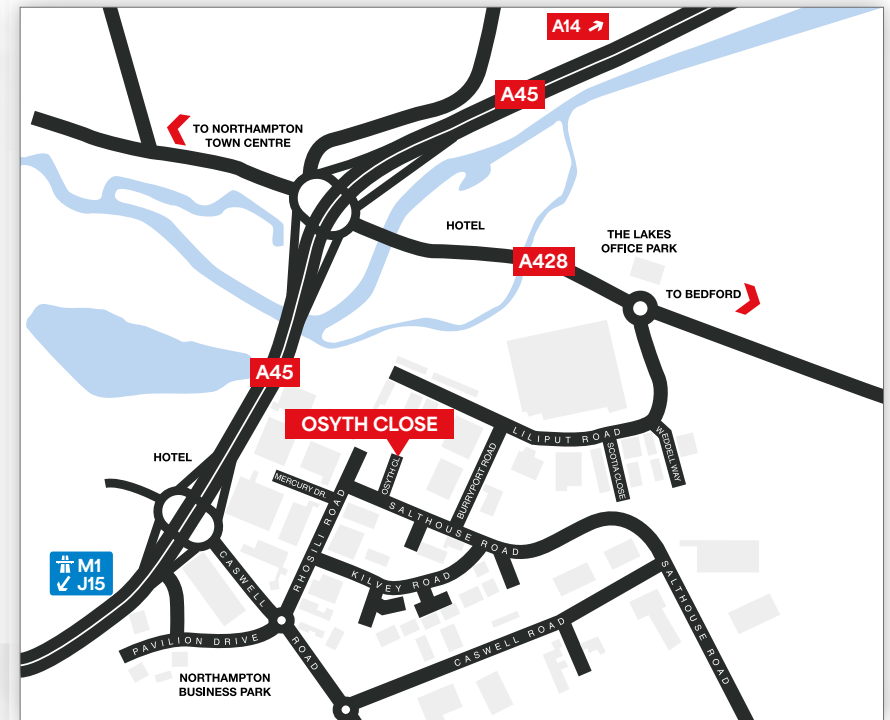 A14
A45
TO NORTHAMPTON
TOWN CENTRE
HOTEL
THE LAKES
OFFICE PARK
A428
TO BEDFORD
A45
OSYTH CLOSE
LILIPUT ROAD
WEDDELL WAY
SCOTIA CLOSE
HOTEL
OSYTH CL
BURRYPORT ROAD
MERCURY DR.
SALTHOUSE ROAD
RHOSILI ROAD
M1
J15
CASWELL
KILVEY ROAD
SALTHOUSE ROAD
PAVILION DRIVE
ROAD
CASWELL ROAD
NORTHAMPTON
BUSINESS PARK